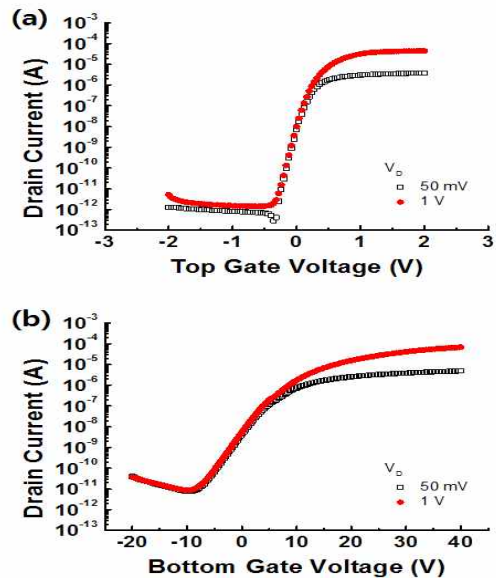 (a)
10⁻³
10⁻⁴
10⁻⁵
10⁻⁶
10⁻⁷
10⁻⁸
10⁻⁹
10⁻¹⁰
10⁻¹¹
10⁻¹²
10⁻¹³
Drain Current (A)
V_D
50 mV
1 V
-3 -2 -1 0 1 2 3
Top Gate Voltage (V)
(b)
10⁻³
10⁻⁴
10⁻⁵
10⁻⁶
10⁻⁷
10⁻⁸
10⁻⁹
10⁻¹⁰
10⁻¹¹
10⁻¹²
10⁻¹³
Drain Current (A)
V_D
50 mV
1 V
-20 -10 0 10 20 30 40
Bottom Gate Voltage (V)